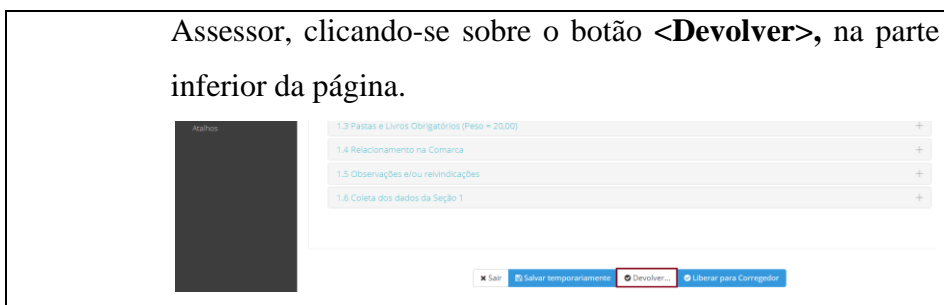 Assessor, clicando-se sobre o botão <Devolver>, na parte
inferior da página.
Atalhos
1.3 Pastas e Livros Obrigatórios (Peso = 20,00)
1.4 Relacionamento na Comarca
1.5 Observações e/ou reivindicações
1.6 Coleta dos dados da Seção 1
Sair Salvar temporariamente Devolver... Liberar para Corregedor